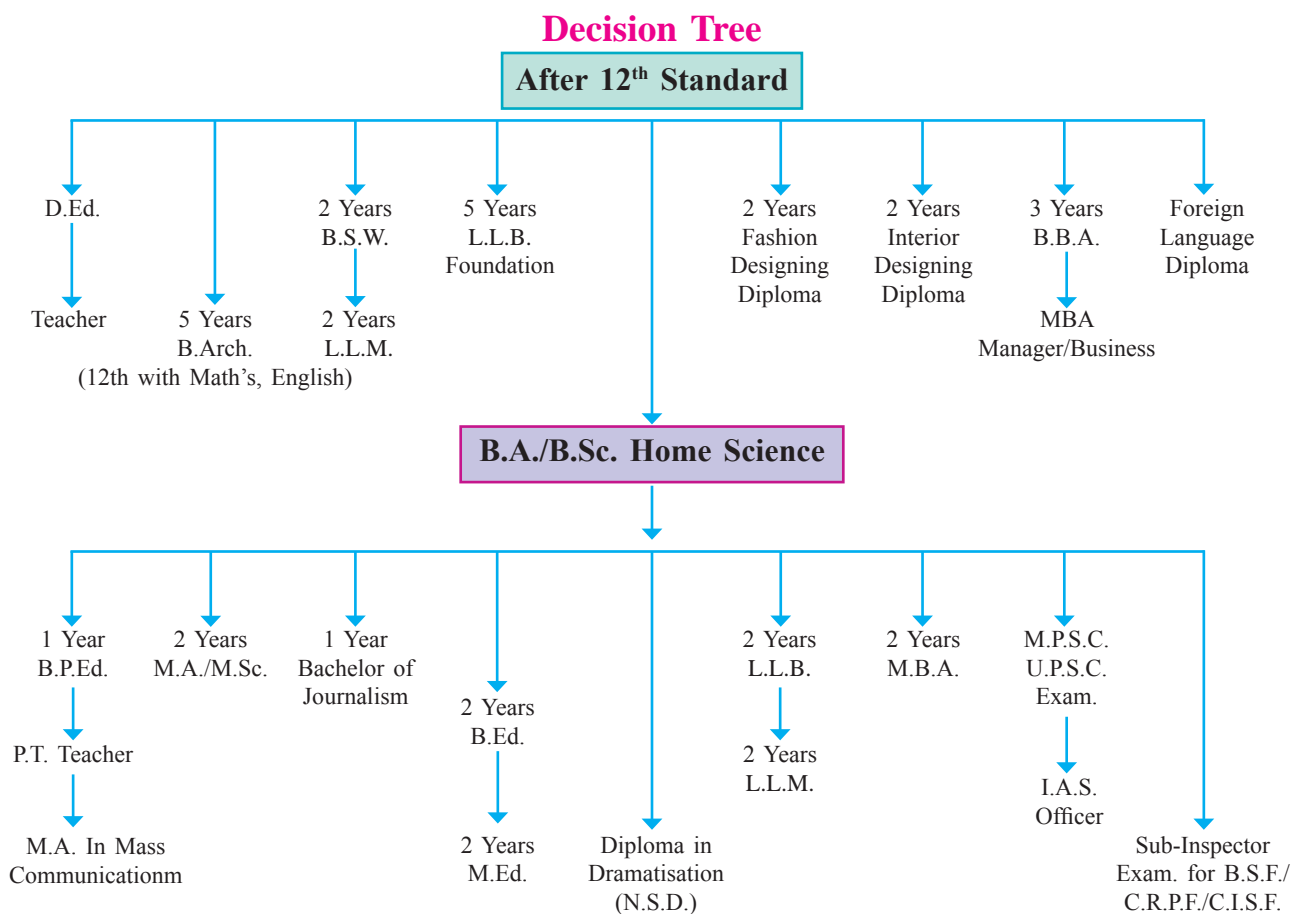 Decision Tree
After 12th Standard
D.Ed.
Teacher
5 Years
B.Arch.
(12th with Math's, English)
2 Years
B.S.W.
2 Years
L.L.M.
5 Years
L.L.B.
Foundation
2 Years
Fashion
Designing
Diploma
2 Years
Interior
Designing
Diploma
3 Years
B.B.A.
MBA
Manager/Business
Foreign
Language
Diploma
B.A./B.Sc. Home Science
1 Year
B.P.Ed.
P.T. Teacher
M.A. In Mass
Communicationm
2 Years
M.A./M.Sc.
1 Year
Bachelor of
Journalism
2 Years
B.Ed.
2 Years
M.Ed.
Diploma in
Dramatisation
(N.S.D.)
2 Years
L.L.B.
2 Years
L.L.M.
2 Years
M.B.A.
M.P.S.C.
U.P.S.C.
Exam.
I.A.S.
Officer
Sub-Inspector
Exam. for B.S.F./
C.R.P.F./C.I.S.F.